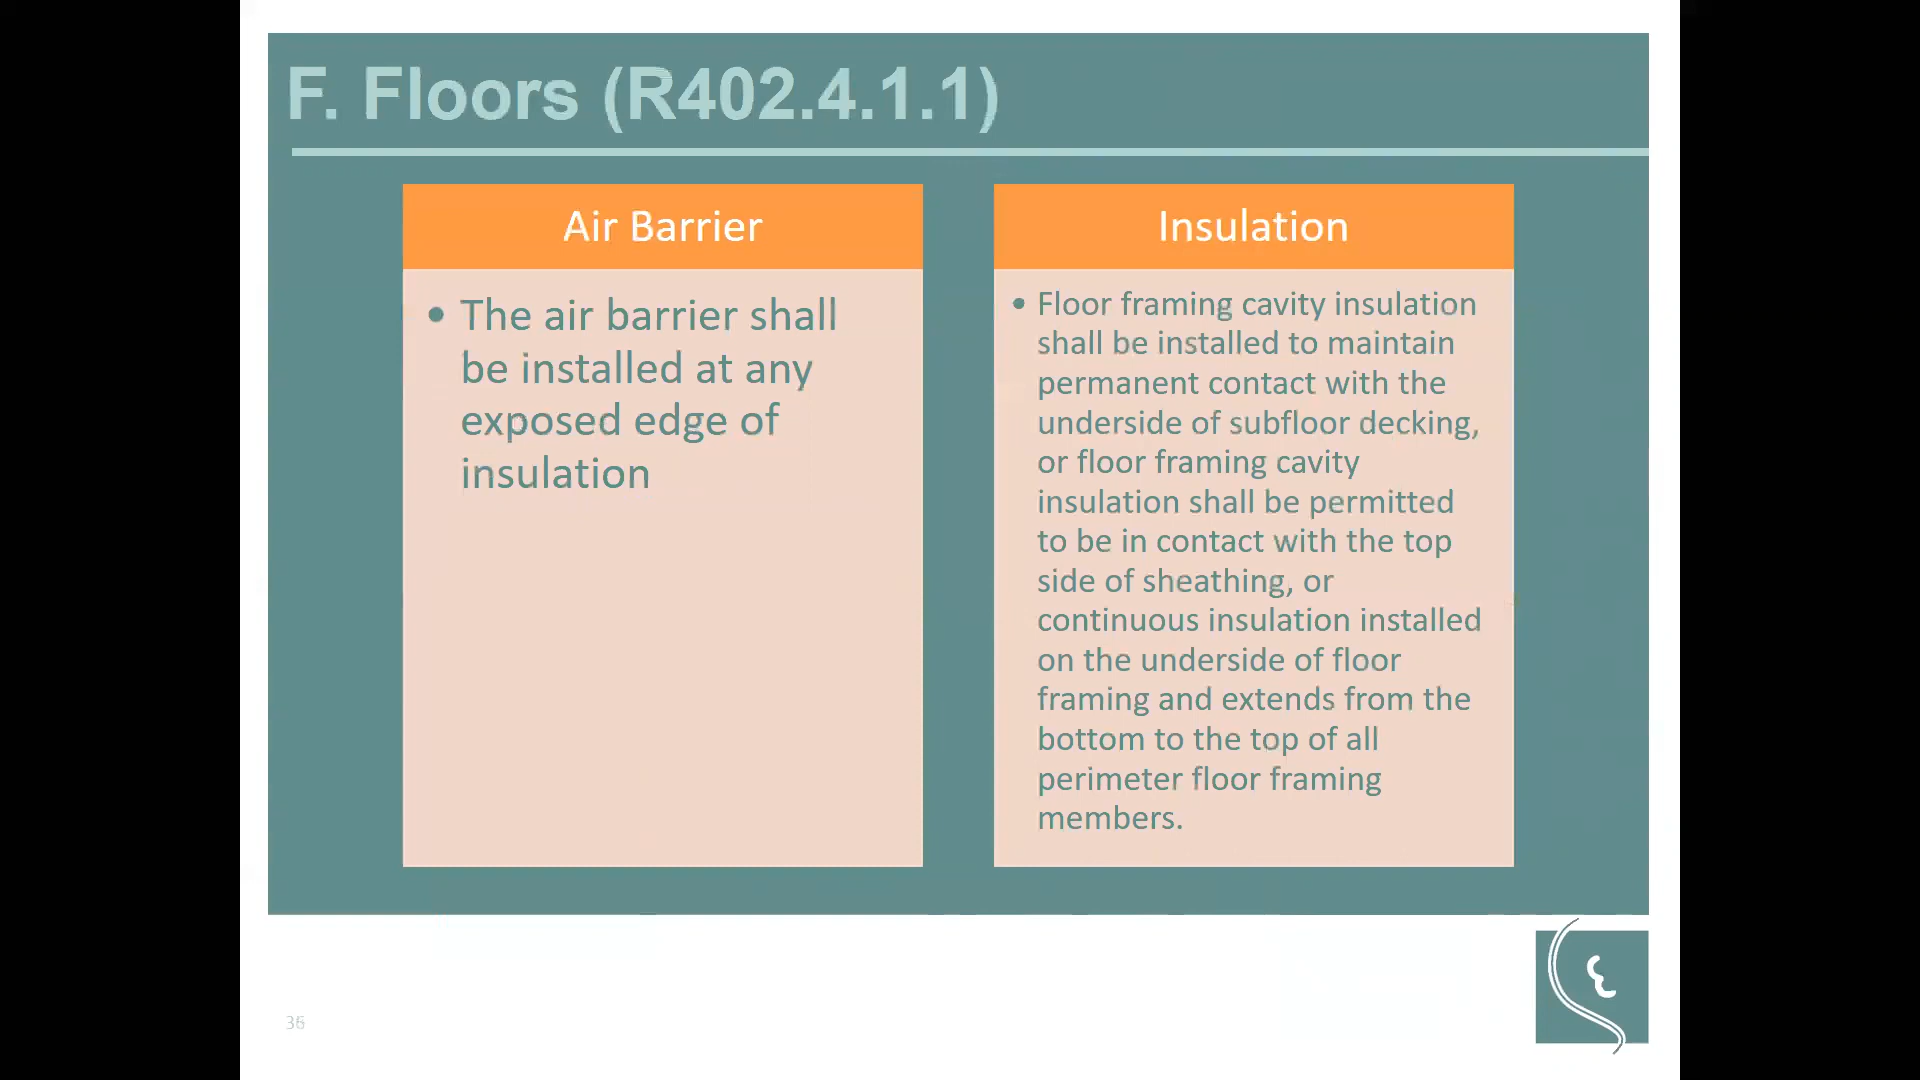 F. Floors (R402.4.1.1)
Air Barrier
• The air barrier shall
be installed at any
exposed edge of
insulation
Insulation
• Floor framing cavity insulation
shall be installed to maintain
permanent contact with the
underside of subfloor decking,
or floor framing cavity
insulation shall be permitted
to be in contact with the top
side of sheathing, or
continuous insulation installed
on the underside of floor
framing and extends from the
bottom to the top of all
perimeter floor framing
members.